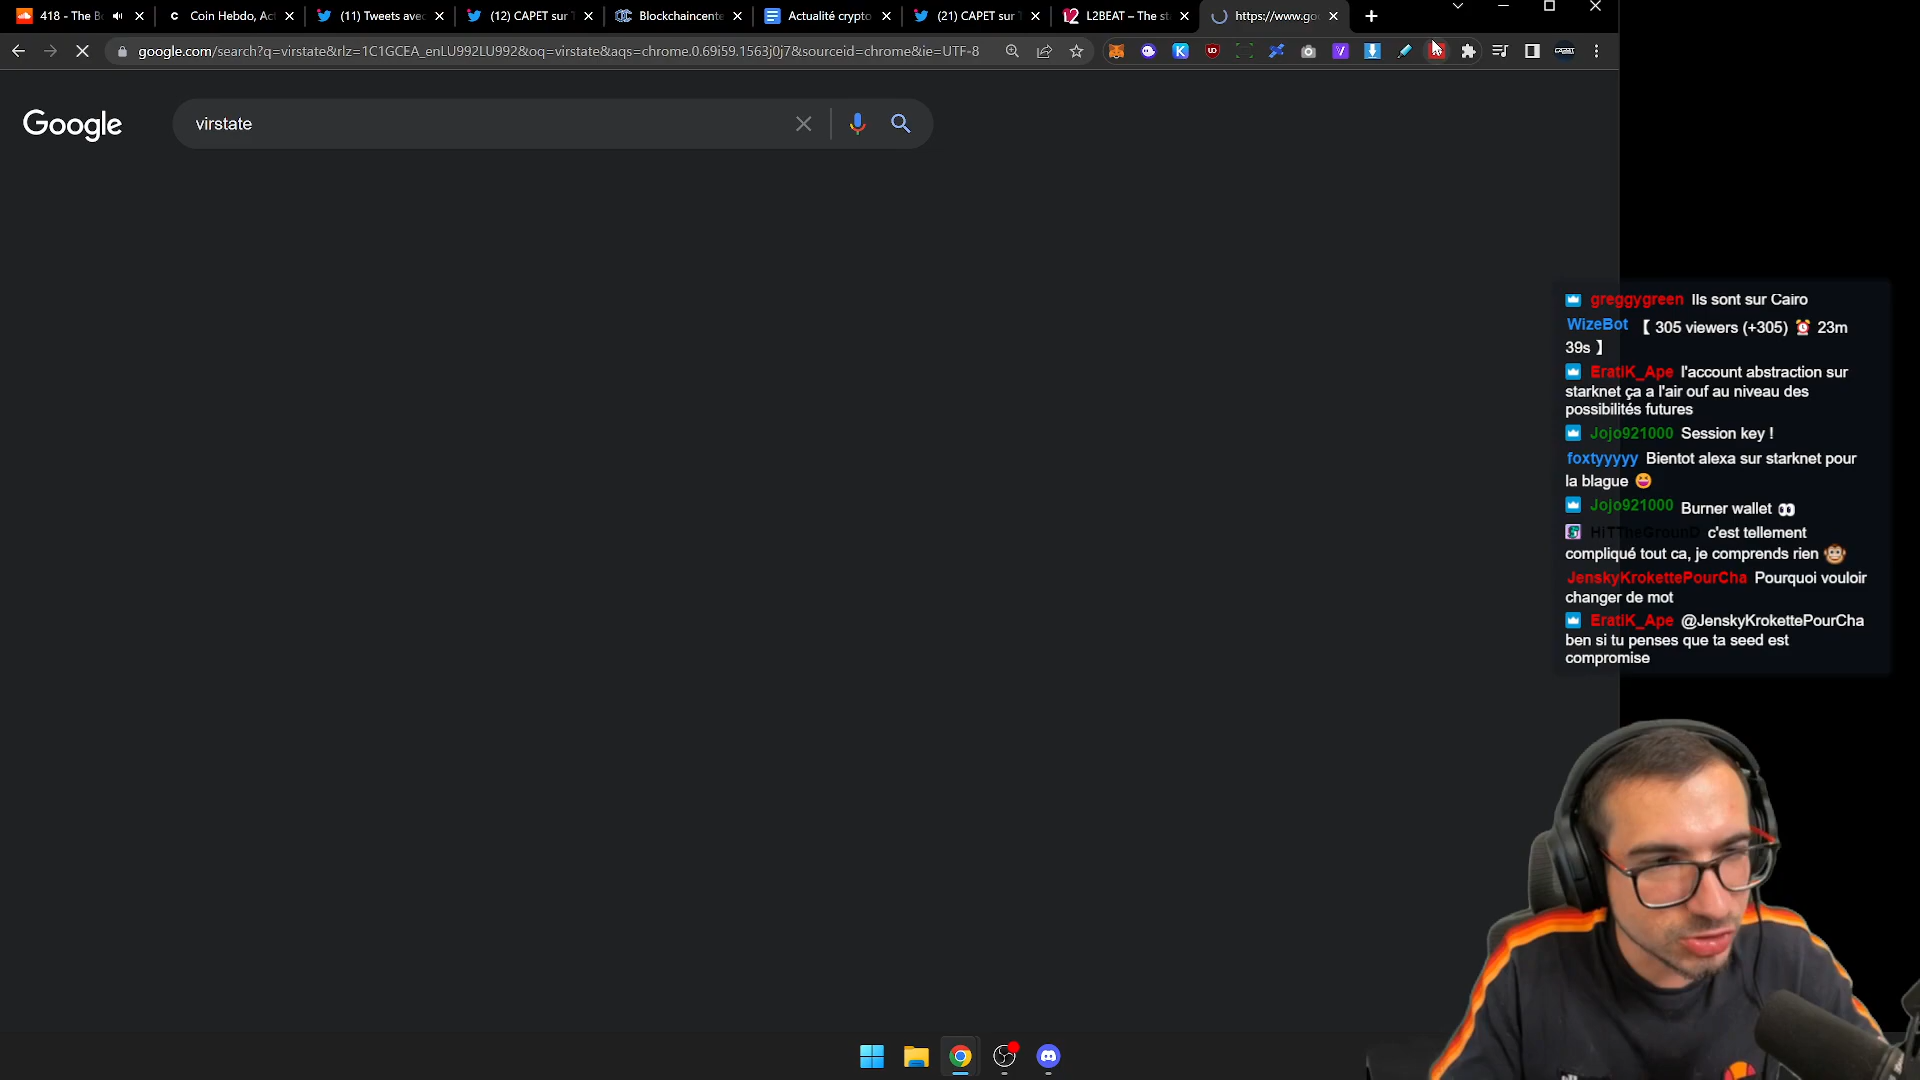 418 - The B
Coin Hebdo, Ac
(11) Tweets avec
(12) CAPET sur T
Blockchaincente
Actualité crypto
(21) CAPET sur T
L2BEAT – The st
https://www.go
google.com/search?q=virstate&rlz=1C1GCEA_enLU992LU992&oq=virstate&aqs=chrome.0.69i59.1563j0j7&sourceid=chrome&ie=UTF-8
Google
virstate
greggygreen Ils sont sur Cairo
WizeBot 【 305 viewers (+305) ⏰ 23m
39s 】
EratiK_Ape l'account abstraction sur
starknet ça a l'air ouf au niveau des
possibilités futures
Jojo921000 Session key !
foxtyyyyy Bientot alexa sur starknet pour
la blague 😆
Jojo921000 Burner wallet 👀
HiTTheGrounD c'est tellement
compliqué tout ca, je comprends rien 🐵
JenskyKrokettePourCha Pourquoi vouloir
changer de mot
EratiK_Ape @JenskyKrokettePourCha
ben si tu penses que ta seed est
compromise